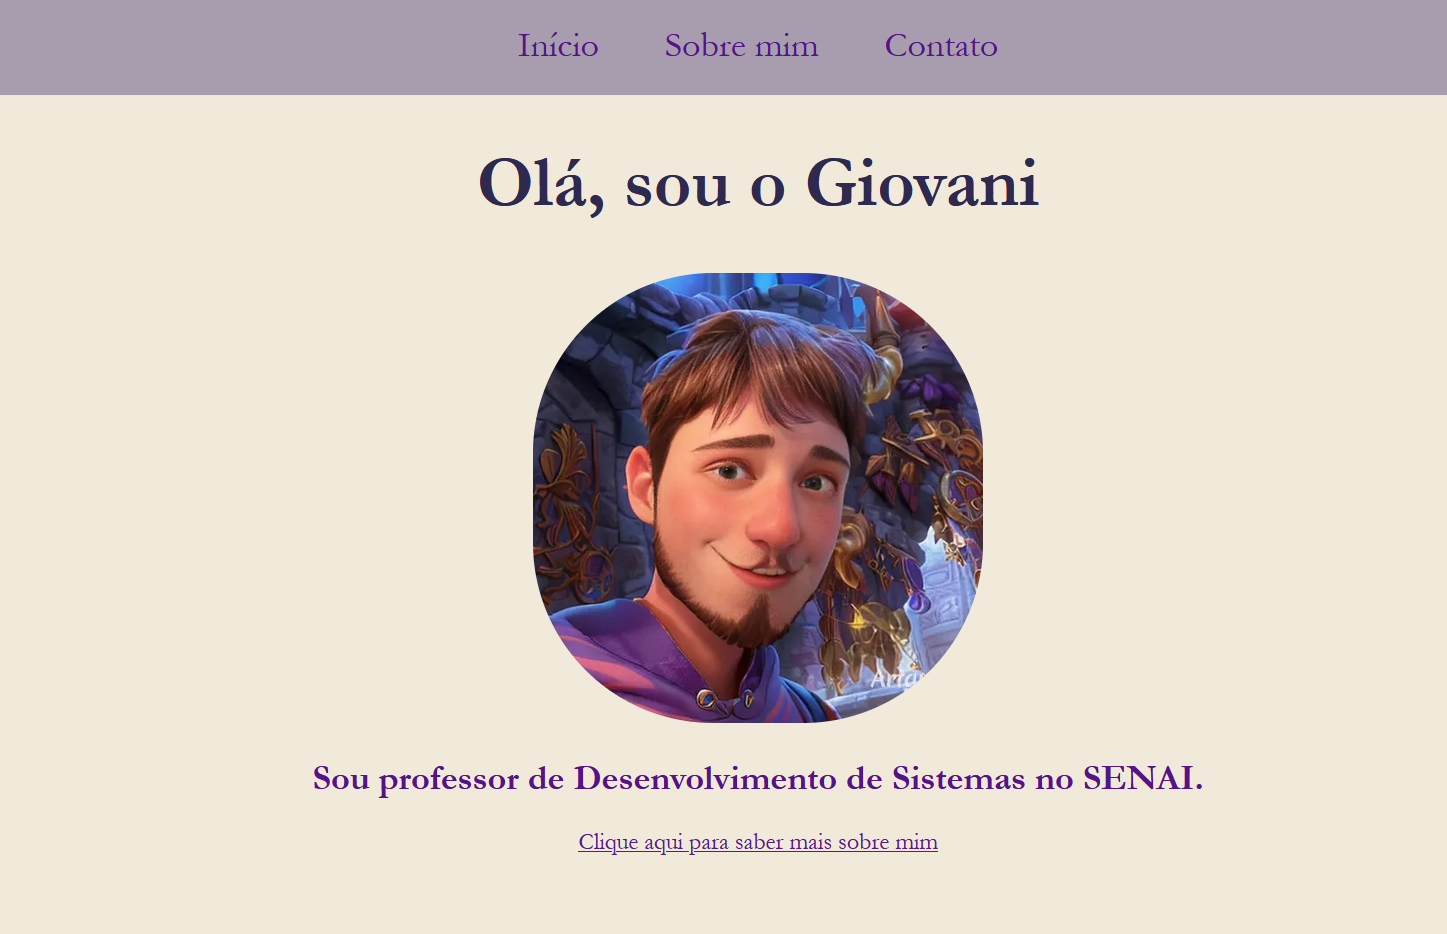 Início Sobre mim Contato
Olá, sou o Giovani
Sou professor de Desenvolvimento de Sistemas no SENAI.
Clique aqui para saber mais sobre mim